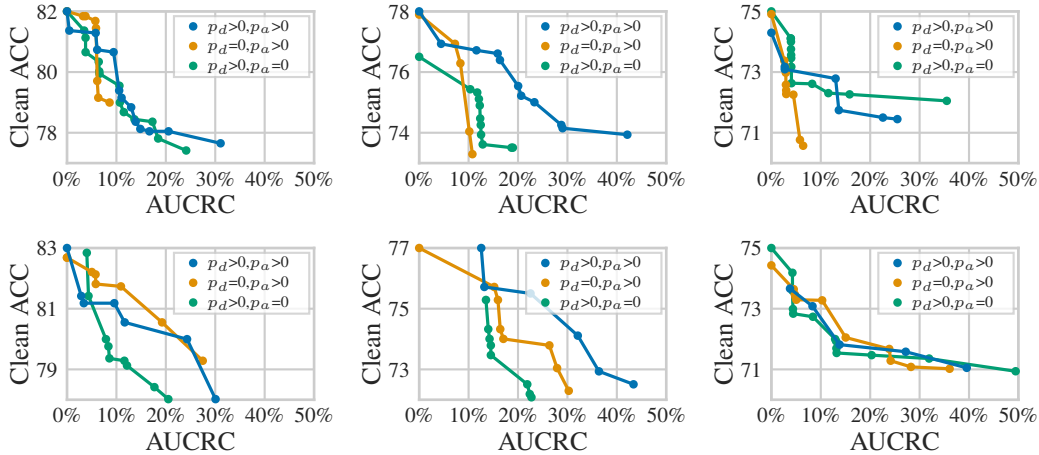 82
80
78
Clean ACC
p_d>0,p_a>0
p_d=0,p_a>0
p_d>0,p_a=0
0% 10% 20% 30% 40% 50%
AUCRC
78
76
74
Clean ACC
p_d>0,p_a>0
p_d=0,p_a>0
p_d>0,p_a=0
0% 10% 20% 30% 40% 50%
AUCRC
75
73
71
Clean ACC
p_d>0,p_a>0
p_d=0,p_a>0
p_d>0,p_a=0
0% 10% 20% 30% 40% 50%
AUCRC
83
81
79
Clean ACC
p_d>0,p_a>0
p_d=0,p_a>0
p_d>0,p_a=0
0% 10% 20% 30% 40% 50%
AUCRC
77
75
73
Clean ACC
p_d>0,p_a>0
p_d=0,p_a>0
p_d>0,p_a=0
0% 10% 20% 30% 40% 50%
AUCRC
75
73
71
Clean ACC
p_d>0,p_a>0
p_d=0,p_a>0
p_d>0,p_a=0
0% 10% 20% 30% 40% 50%
AUCRC